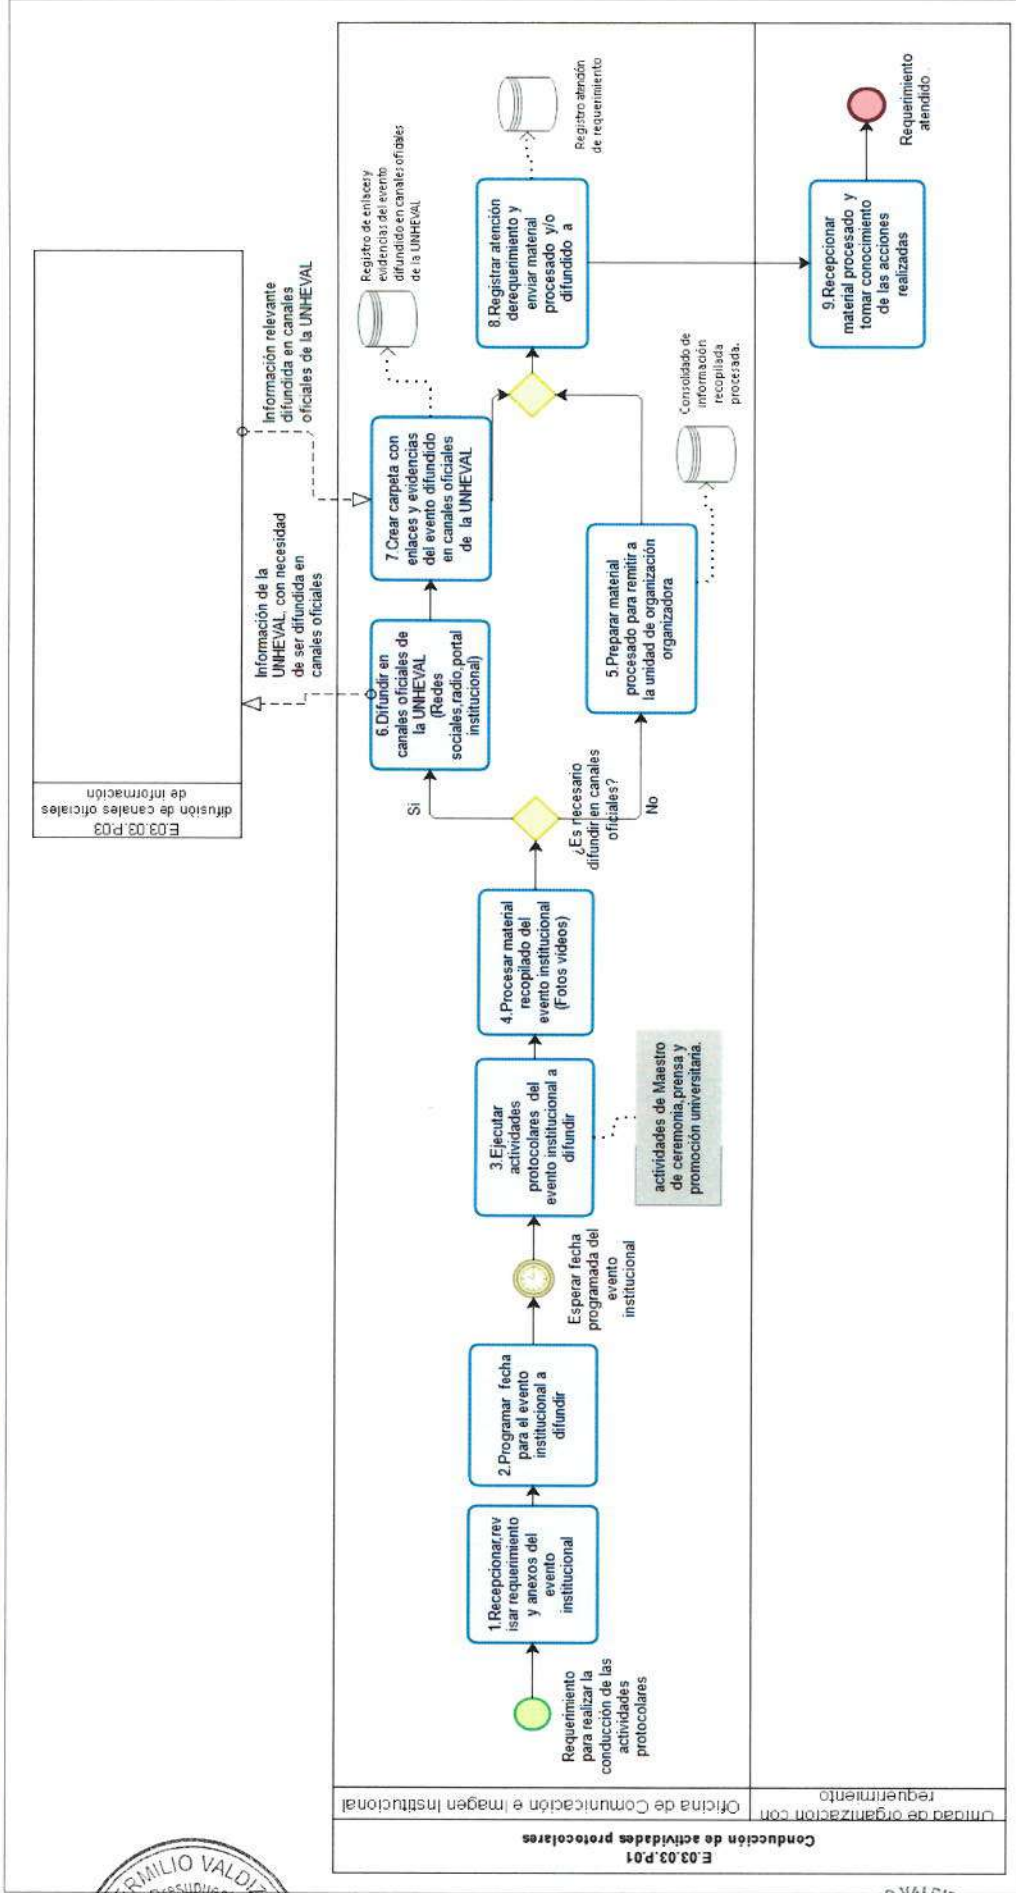 E.03.03.P.03
difusión de canales oficiales
de información
Información de la
UNHEVAL, con necesidad
de ser difundida en
canales oficiales
Información relevante
difundida en canales
oficiales de la UNHEVAL
E.03.03.P.01
Conducción de actividades protocolares
Oficina de Comunicación e Imagen Institucional
Unidad de organización con
requerimiento
Requerimiento
para realizar la
conducción de las
actividades
protocolares
1.Recepcionar,rev
isar requerimiento
y anexos del
evento
institucional
2.Programar fecha
para el evento
institucional a
difundir
Esperar fecha
programada del
evento
institucional
3.Ejecutar
actividades
protocolares del
evento institucional a
difundir
actividades de Maestro
de ceremonia,prensa y
promoción universitaria.
4.Procesar material
recopilado del
evento institucional
(Fotos videos)
¿Es necesario
difundir en canales
oficiales?
Si
No
6.Difundir en
canales oficiales de
la UNHEVAL
(Redes
sociales,radio,portal
institucional)
5.Preparar material
procesado para remitir a
la unidad de organización
organizadora
7.Crear carpeta con
enlaces y evidencias
del evento difundido
en canales oficiales
de la UNHEVAL
Registro de enlaces y
evidencias del evento
difundido en canales oficiales
de la UNHEVAL
Consolidado de
información
recopilada
procesada.
8.Registrar atención
derequerimiento y
enviar material
procesado y/o
difundido a
Registro atención
de requerimiento
9.Recepcionar
material procesado y
tomar conocimiento
de las acciones
realizadas
Requerimiento
atendido
ERMILIO VALDIZ